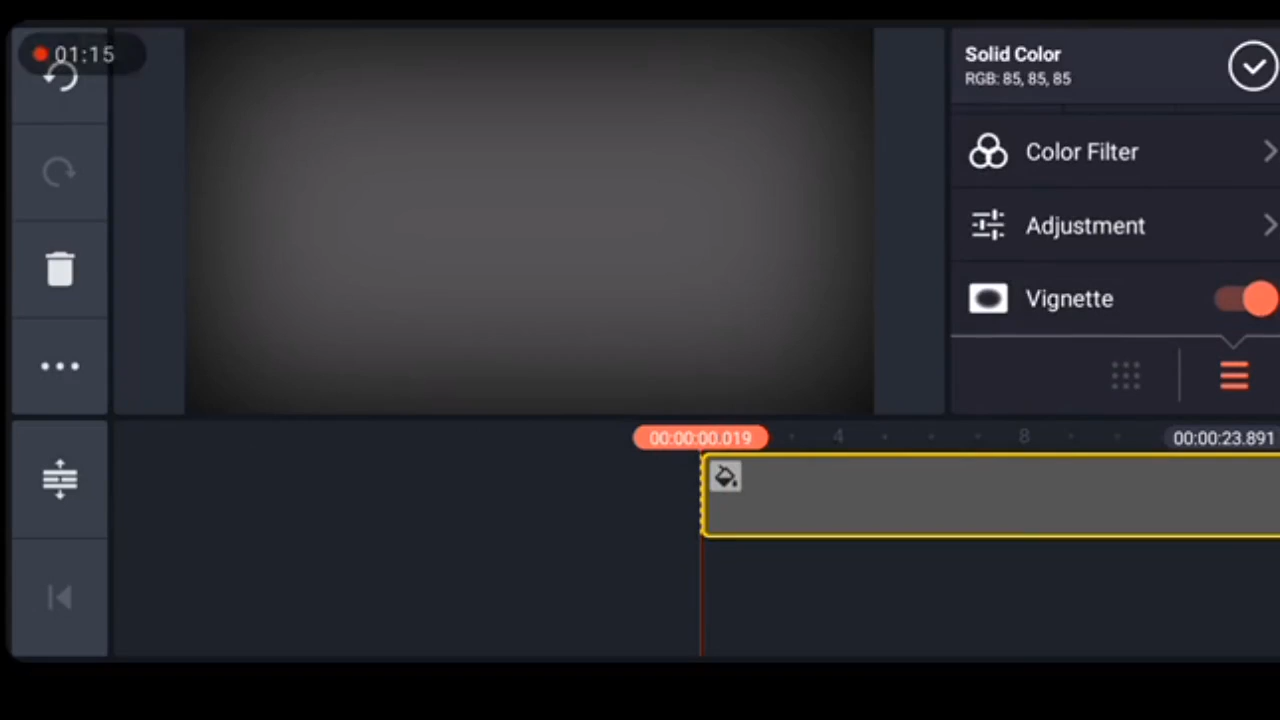 01:15
Solid Color
RGB: 85, 85, 85
Color Filter
Adjustment
Vignette
00:00:00.019
4
8
00:00:23.891